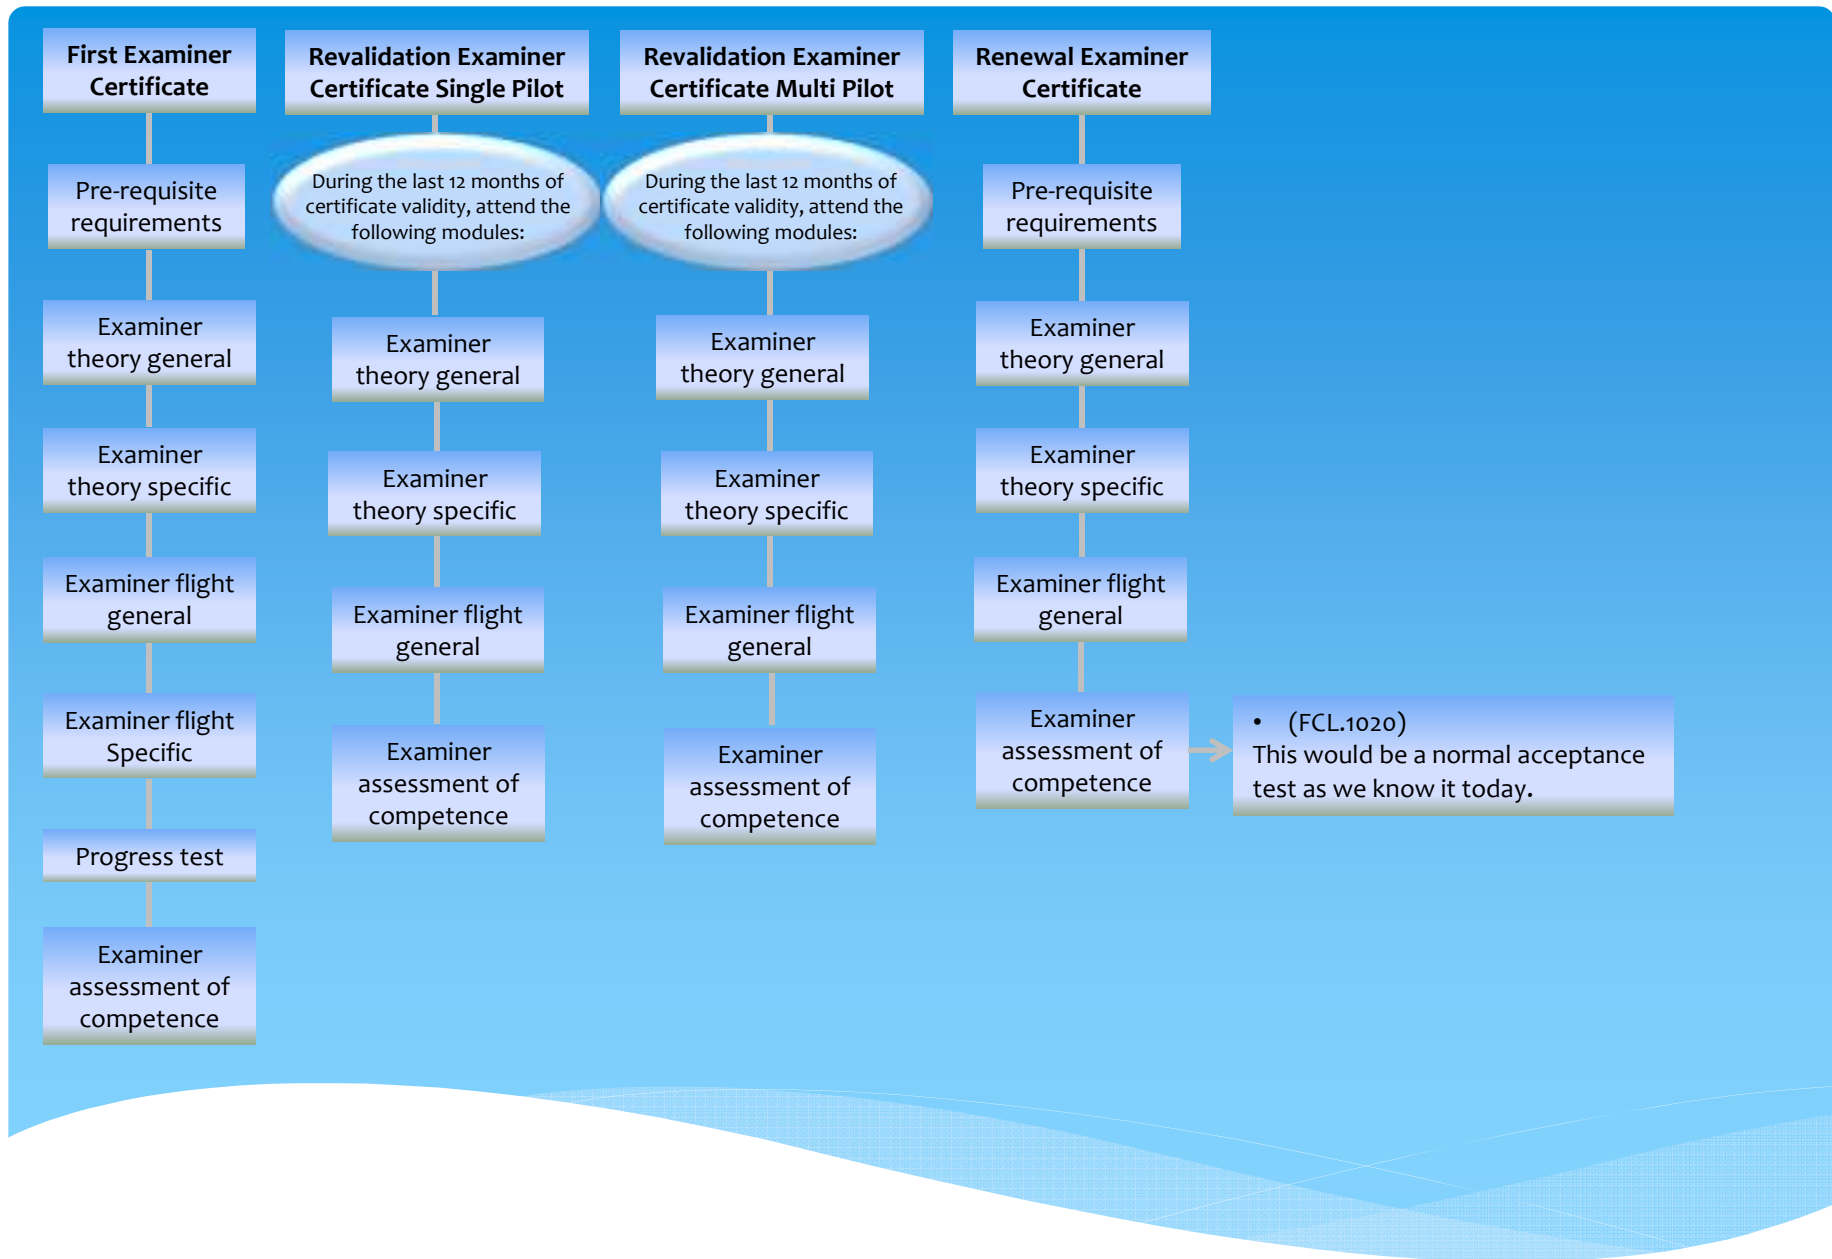 First Examiner
Certificate
Pre-requisite
requirements
Examiner
theory general
Examiner
theory specific
Examiner flight
general
Examiner flight
Specific
Progress test
Examiner
assessment of
competence
Revalidation Examiner
Certificate Single Pilot
During the last 12 months of
certificate validity, attend the
following modules:
Examiner
theory general
Examiner
theory specific
Examiner flight
general
Examiner
assessment of
competence
Revalidation Examiner
Certificate Multi Pilot
During the last 12 months of
certificate validity, attend the
following modules:
Examiner
theory general
Examiner
theory specific
Examiner flight
general
Examiner
assessment of
competence
Renewal Examiner
Certificate
Pre-requisite
requirements
Examiner
theory general
Examiner
theory specific
Examiner flight
general
Examiner
assessment of
competence
• (FCL.1020)
This would be a normal acceptance
test as we know it today.